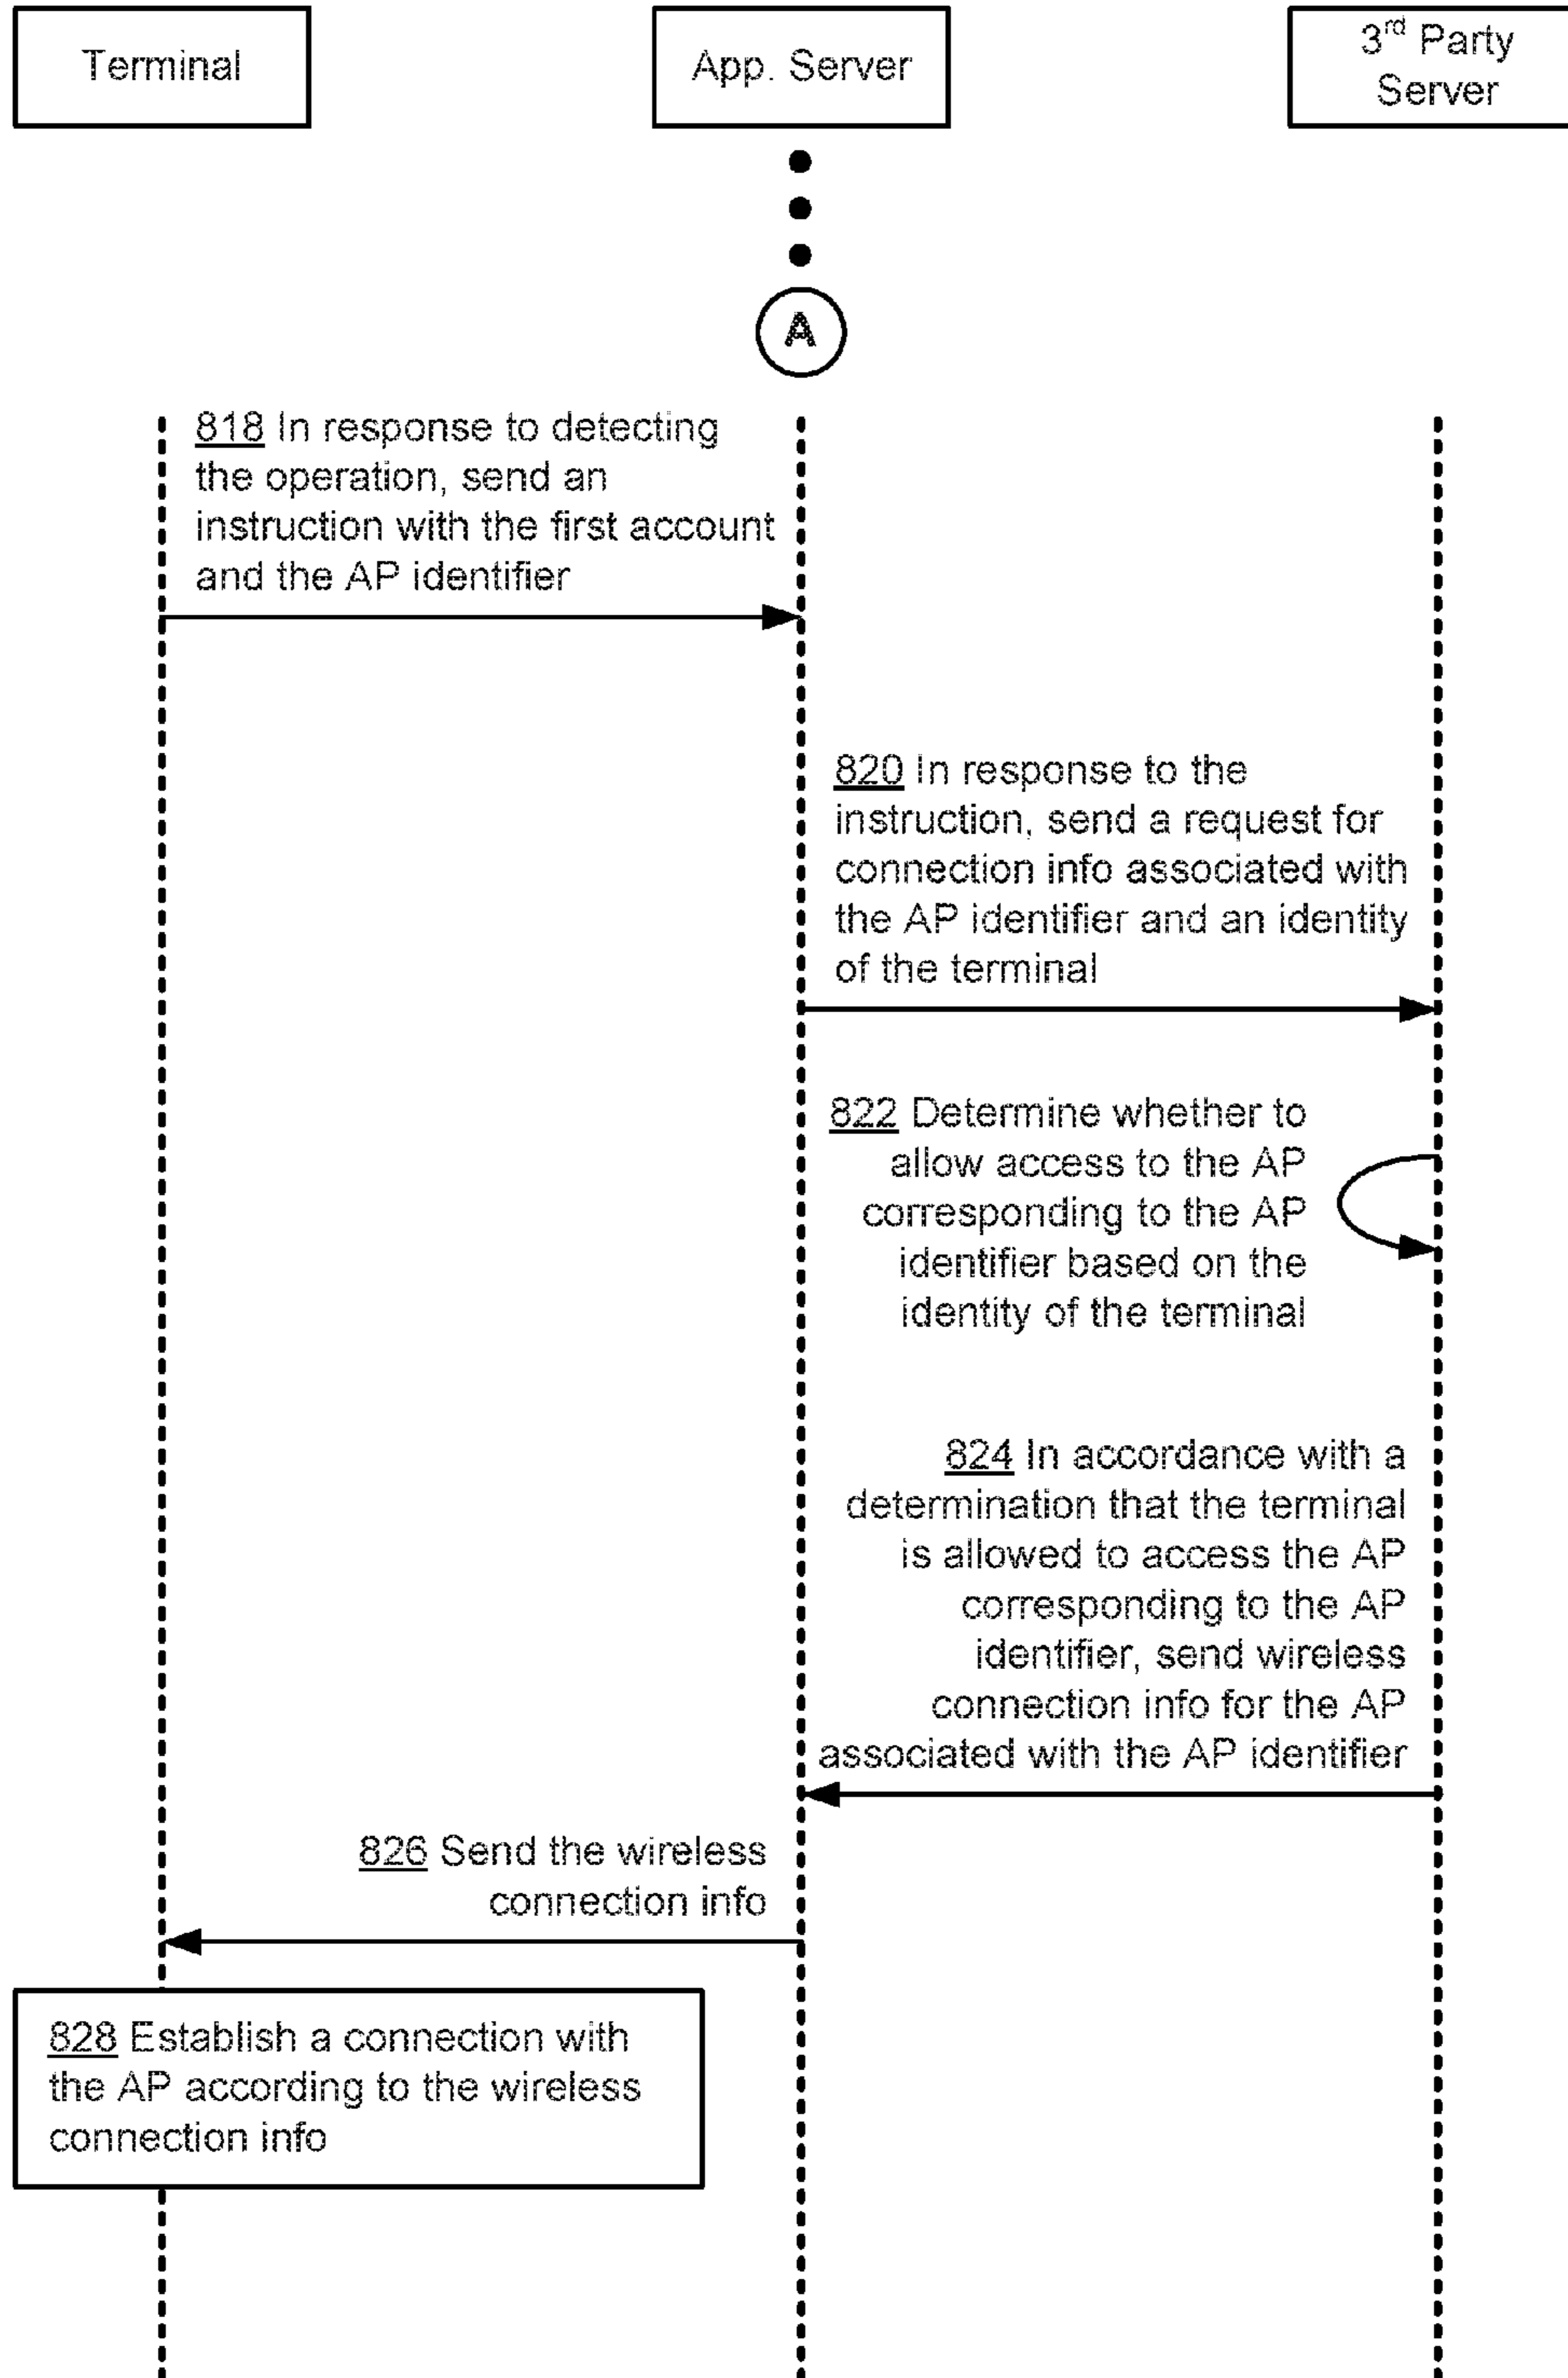 Terminal
App. Server
3rd Party
Server
A
818 In response to detecting
the operation, send an
instruction with the first account
and the AP identifier
820 In response to the
instruction, send a request for
connection info associated with
the AP identifier and an identity
of the terminal
822 Determine whether to
allow access to the AP
corresponding to the AP
identifier based on the
identity of the terminal
824 In accordance with a
determination that the terminal
is allowed to access the AP
corresponding to the AP
identifier, send wireless
connection info for the AP
associated with the AP identifier
826 Send the wireless
connection info
828 Establish a connection with
the AP according to the wireless
connection info